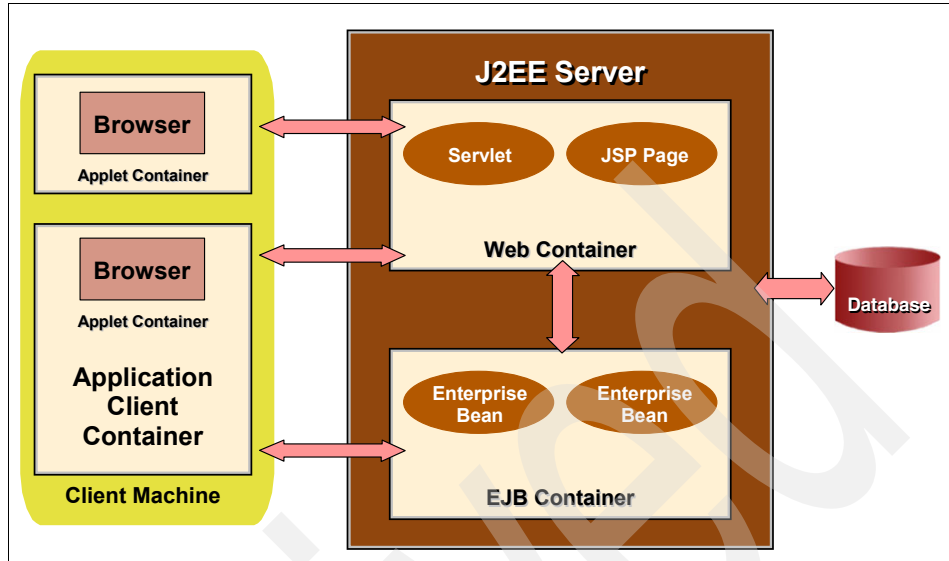 J2EE Server
Browser
Applet Container
Servlet
JSP Page
Web Container
Browser
Applet Container
Application
Client
Container
Client Machine
Enterprise
Bean
Enterprise
Bean
EJB Container
Database